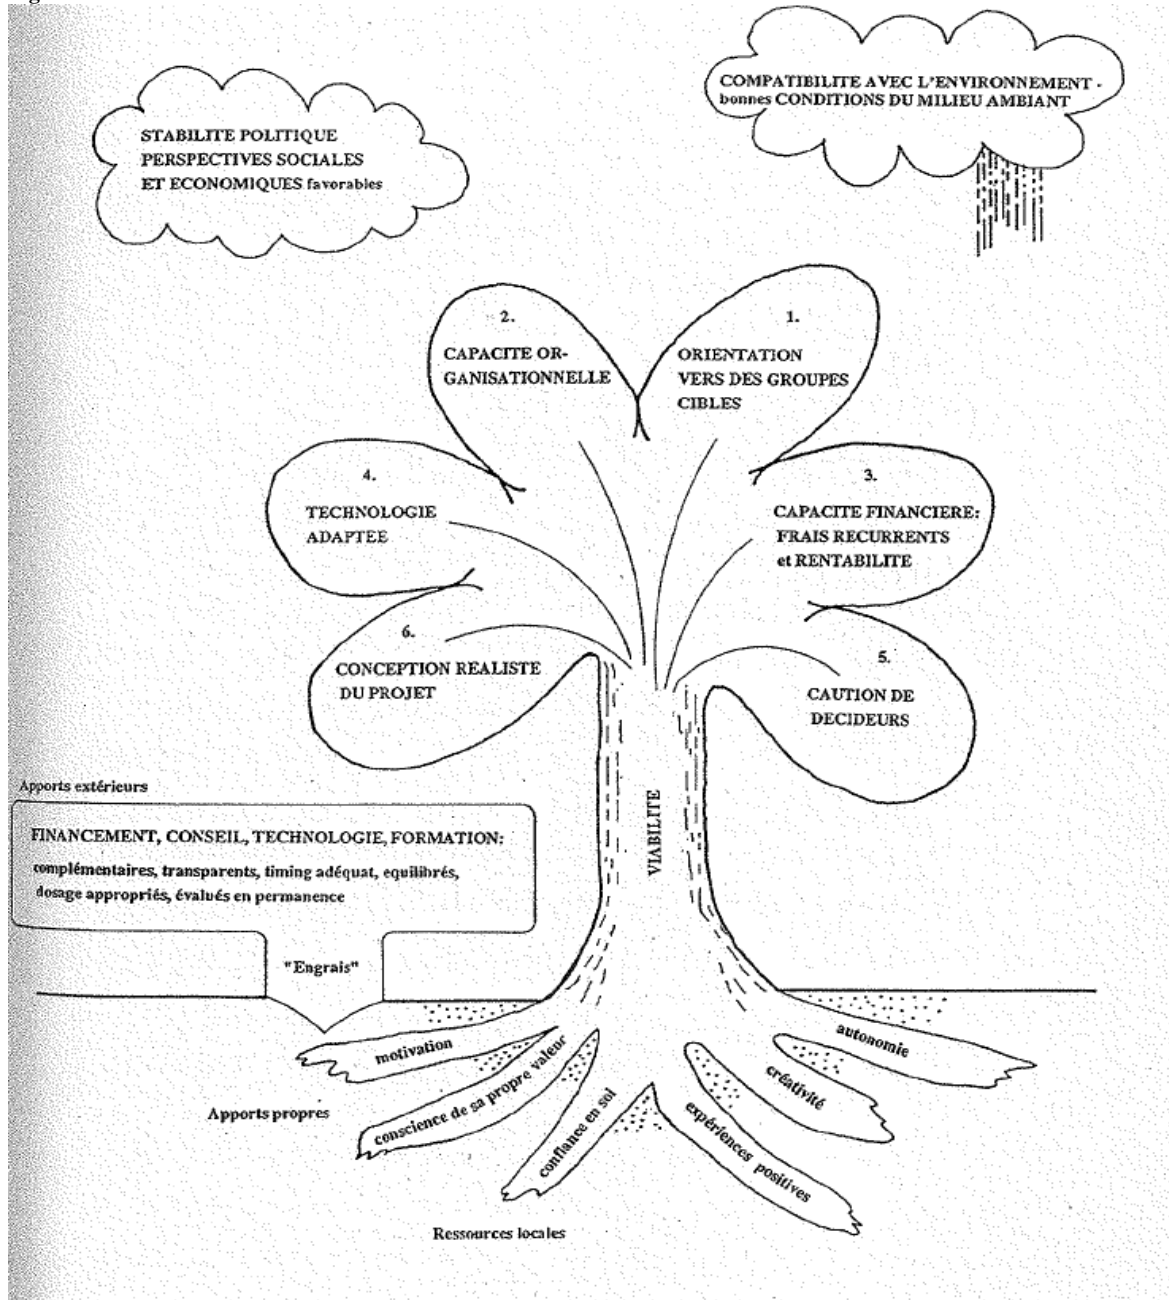 STABILITE POLITIQUE
PERSPECTIVES SOCIALES
ET ECONOMIQUES favorables
COMPATIBILITE AVEC L'ENVIRONNEMENT -
bonnes CONDITIONS DU MILIEU AMBIANT
2.
CAPACITE OR-
GANISATIONNELLE
1.
ORIENTATION
VERS DES GROUPES
CIBLES
4.
TECHNOLOGIE
ADAPTEE
3.
CAPACITE FINANCIERE:
FRAIS RECURRENTS
et RENTABILITE
6.
CONCEPTION REALISTE
DU PROJET
5.
CAUTION DE
DECIDEURS
VIABILITE
Apports extérieurs
FINANCEMENT, CONSEIL, TECHNOLOGIE, FORMATION:
complémentaires, transparents, timing adéquat, equilibrés,
dosage appropriés, évalués en permanence
"Engrais"
motivation
conscience de sa propre valeur
confiance en soi
expériences positives
créativité
autonomie
Apports propres
Ressources locales